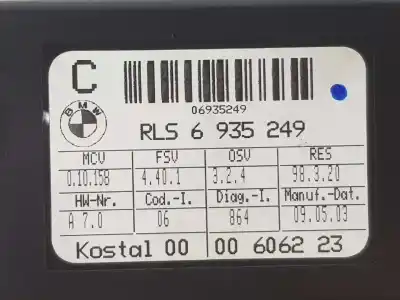 C
06935249
BMW
RLS 6 935 249
MCV FSV OSV RES
0.10.158 4.40.1 3.2.4 98.3.20
HW-Nr. Cod.-I. Diag.-I. Manuf.-Dat.
A 7.0 06 864 09.05.03
Kostal 00 00 6062 23